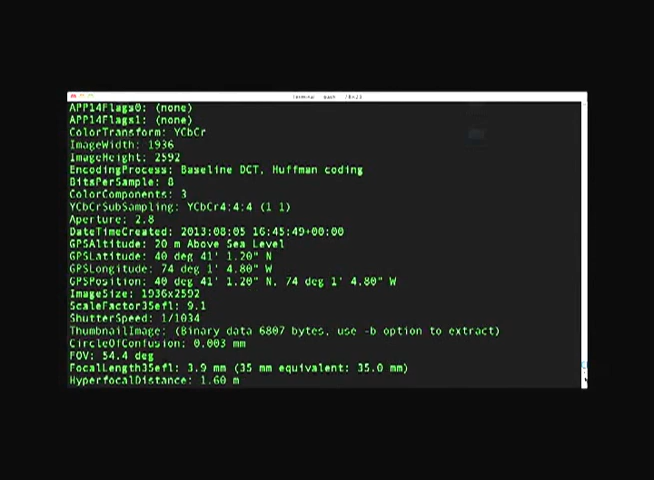 APP14Flags0: (none)
APP14Flags1: (none)
ColorTransform: YCbCr
ImageWidth: 1936
ImageHeight: 2592
EncodingProcess: Baseline DCT, Huffman coding
BitsPerSample: 8
ColorComponents: 3
YCbCrSubSampling: YCbCr4:4:4 (1 1)
Aperture: 2.8
DateTimeCreated: 2013:08:05 16:45:49+00:00
GPSAltitude: 20 m Above Sea Level
GPSLatitude: 40 deg 41' 1.20" N
GPSLongitude: 74 deg 1' 4.80" W
GPSPosition: 40 deg 41' 1.20" N, 74 deg 1' 4.80" W
ImageSize: 1936x2592
ScaleFactor35efl: 9.1
ShutterSpeed: 1/1034
ThumbnailImage: (Binary data 6807 bytes, use -b option to extract)
CircleOfConfusion: 0.003 mm
FOV: 54.4 deg
FocalLength35efl: 3.9 mm (35 mm equivalent: 35.0 mm)
HyperfocalDistance: 1.60 m